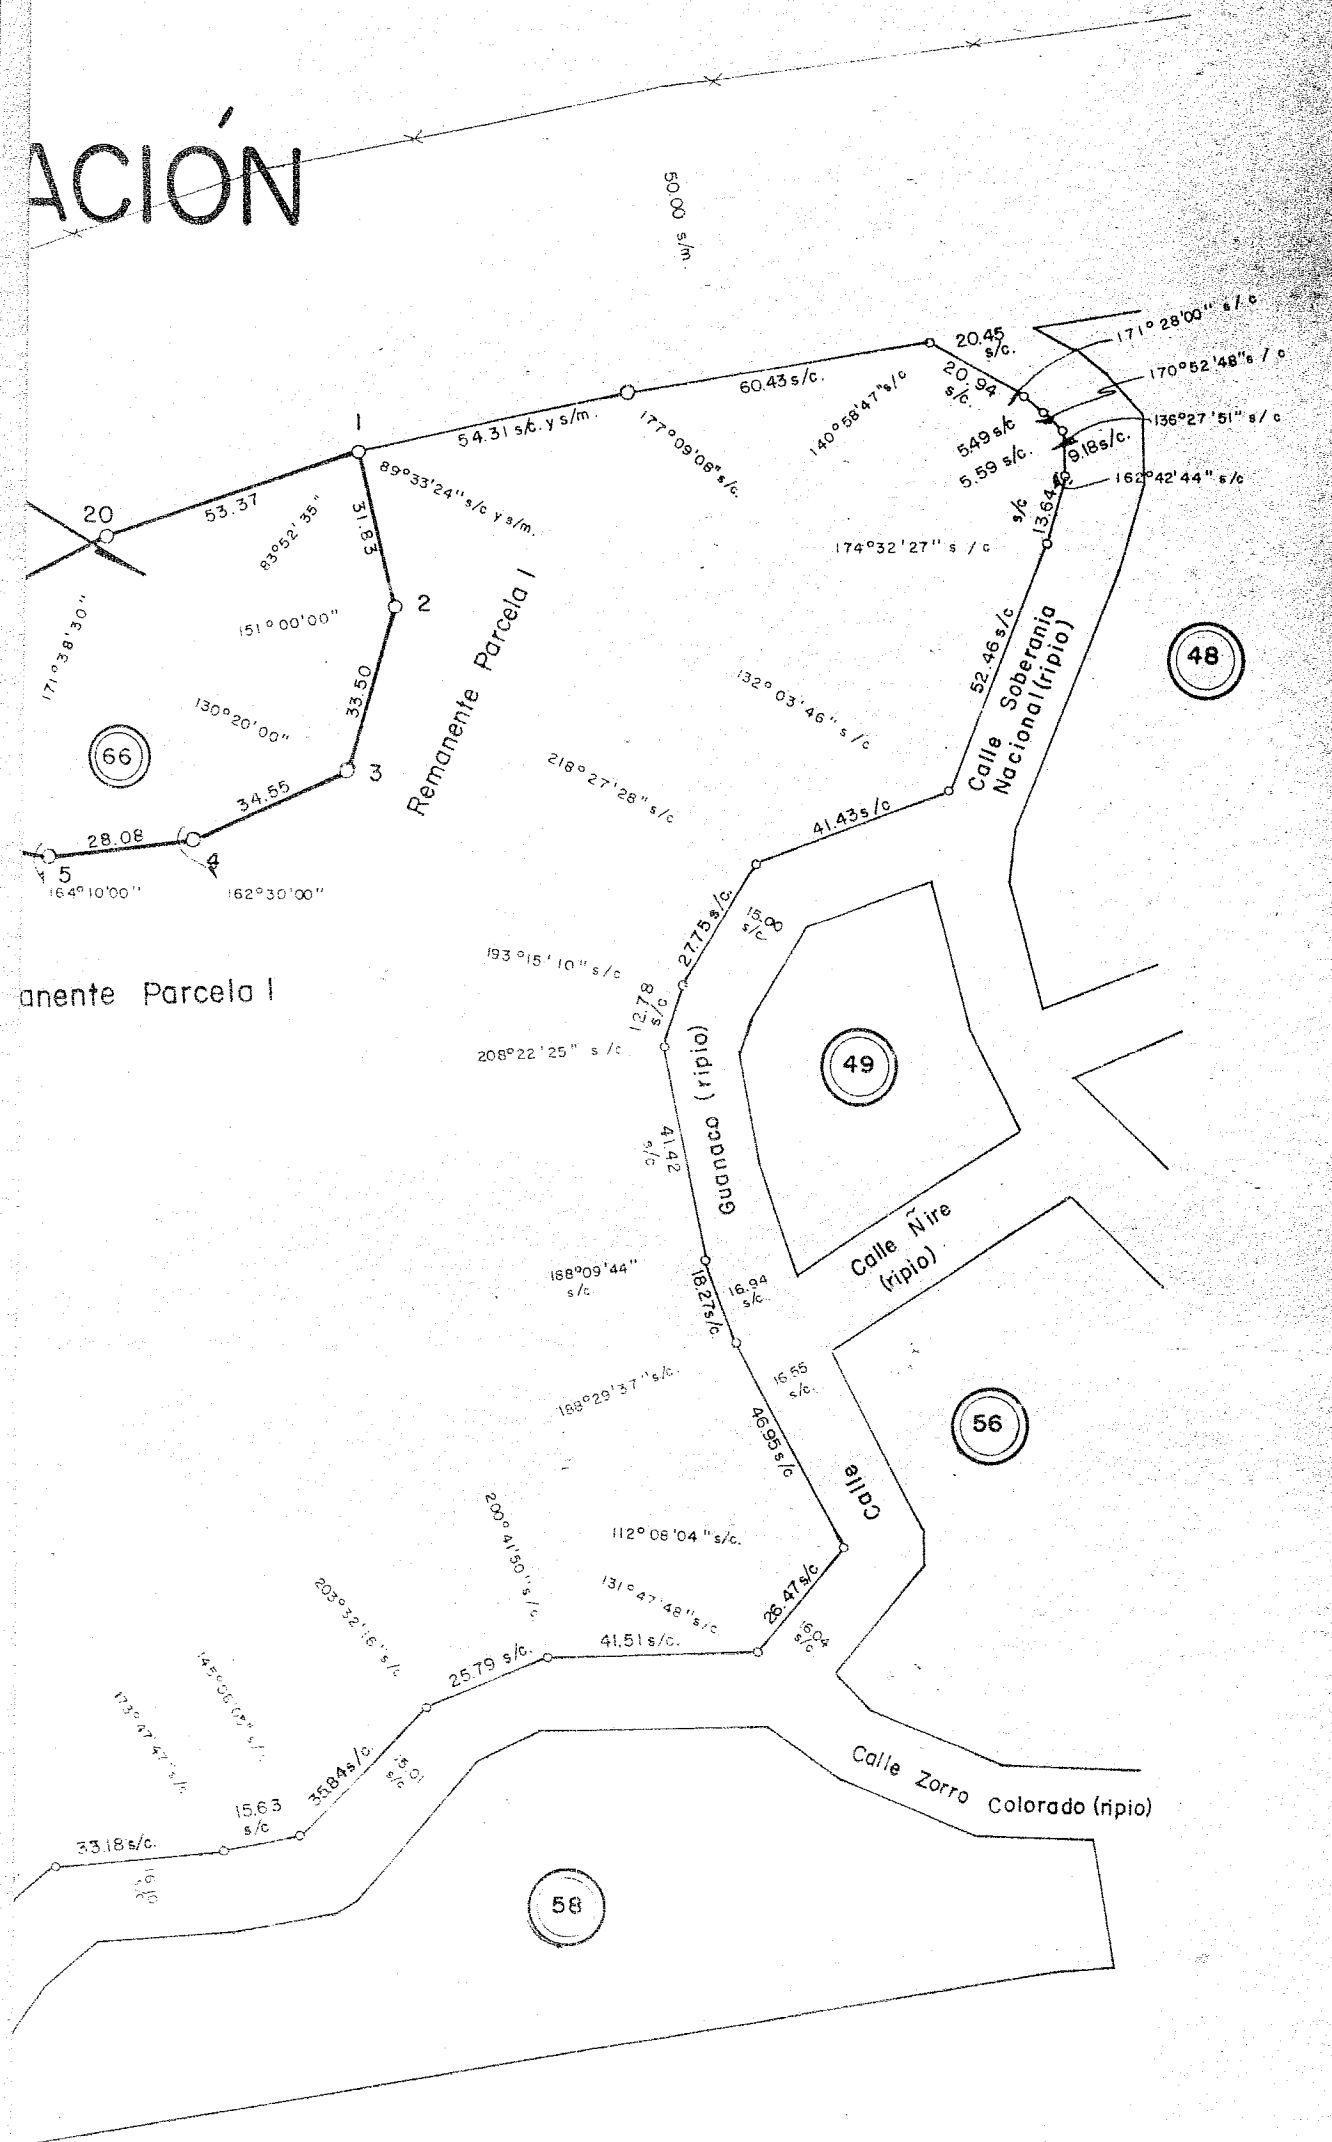 ACIÓN
50.00 s/m.
20.45
s/c.
171°28'00" s/c
20.94
s/c.
170°52'48" s/c
60.43 s/c.
140°58'47" s/c
5.49 s/c
136°27'51" s/c
1
54.31 s/c. y s/m.
177°09'08" s/c.
5.59 s/c.
9.18 s/c.
89°33'24" s/c y s/m.
162°42'44" s/c
20
53.37
83°52'35"
31.83
13.64
s/c
174°32'27" s/c
2
151°00'00"
171°38'30"
Remanente Parcela I
33.50
52.46 s/c
Calle Soberania
Nacional (ripio)
48
130°20'00"
132°03'46" s/c
66
3
218°27'28" s/c
34.55
41.43 s/c
28.08
4
5
164°10'00"
162°30'00"
27.75 s/c.
15.00
s/c.
193°15'10" s/c
anente Parcela I
12.78
s/c.
208°22'25" s/c.
Guanaco (ripio)
49
41.42
s/c
Calle Ñire
(ripio)
188°09'44"
s/c.
18.27 s/c.
16.94
s/c.
188°29'37" s/c.
16.55
s/c.
46.95 s/c
56
Calle
200°41'50" s/c.
112°08'04" s/c.
203°32'16" s/c
131°47'48" s/c.
26.47 s/c
16.04
s/c
41.51 s/c.
25.79 s/c.
145°06'03" s/c
173°47'47" s/c
35.84 s/c.
15.01
s/c
Calle Zorro
Colorado (ripio)
15.63
s/c
33.18 s/c.
58